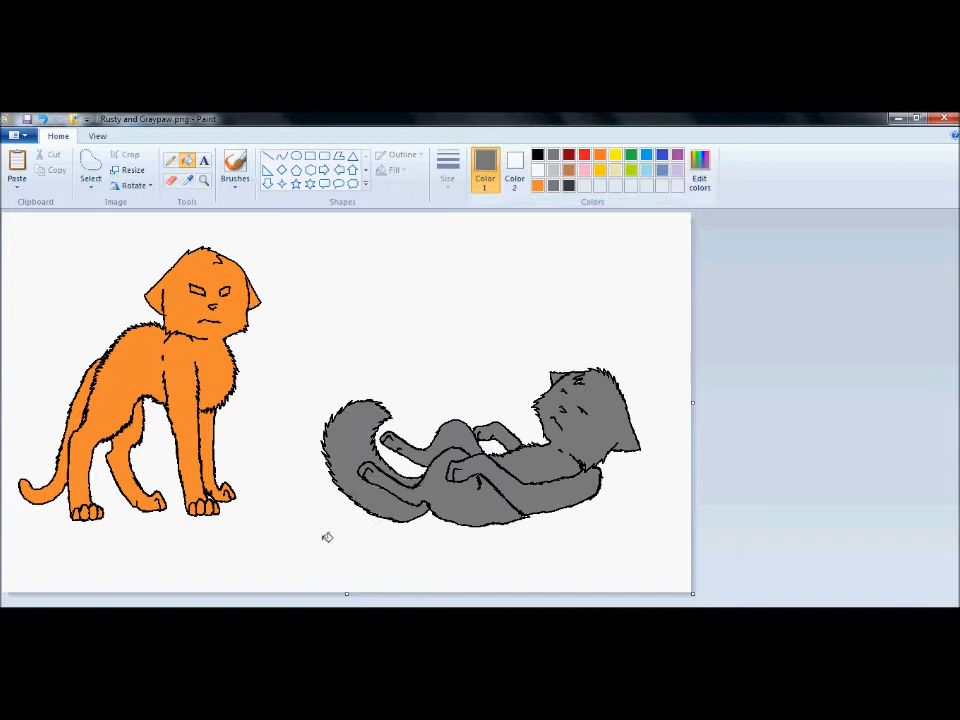 Rusty and Graypaw.png - Paint
Home View
Paste
Cut
Copy
Clipboard
Select
Crop
Resize
Rotate
Image
A
Tools
Brushes
Outline
Fill
Shapes
Size
Color 1
Color 2
Edit colors
Colors